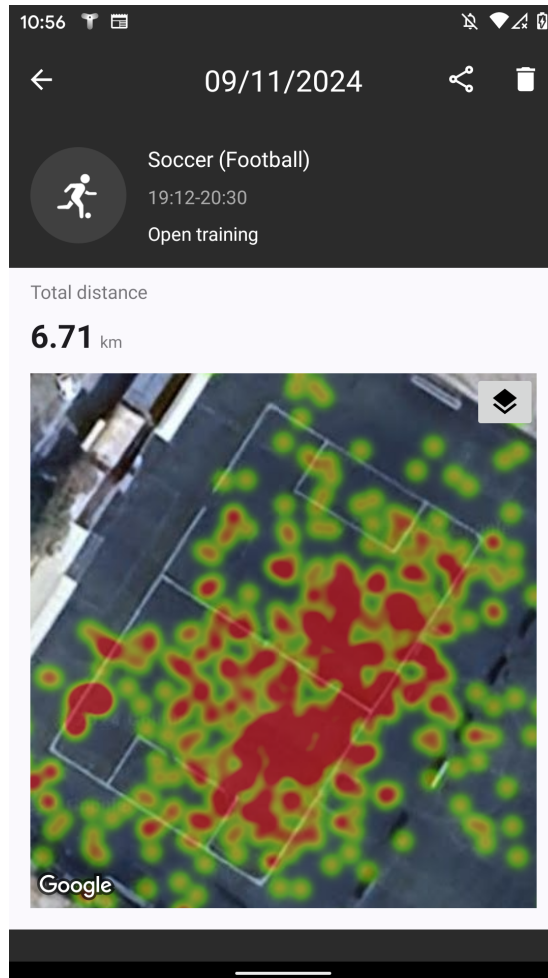 10:56
09/11/2024
Soccer (Football)
19:12-20:30
Open training
Total distance
6.71 km
Google